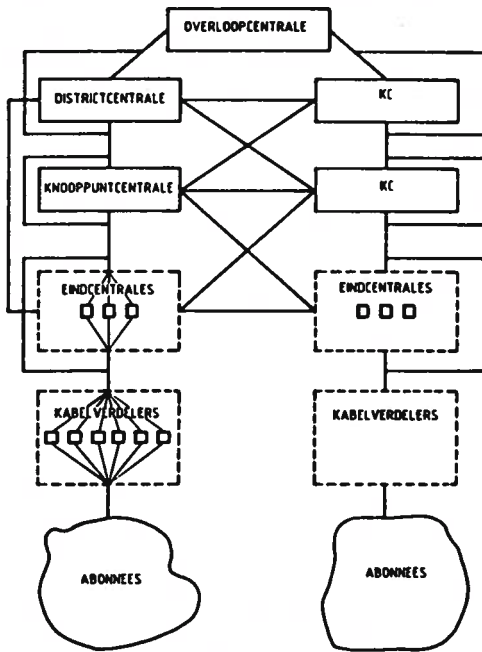 OVERLOOPCENTRALE
DISTRICTCENTRALE
KC
KNOOPPUNTCENTRALE
KC
EINDCENTRALES
EINDCENTRALES
KABELVERDELERS
KABELVERDELERS
ABONNEES
ABONNEES